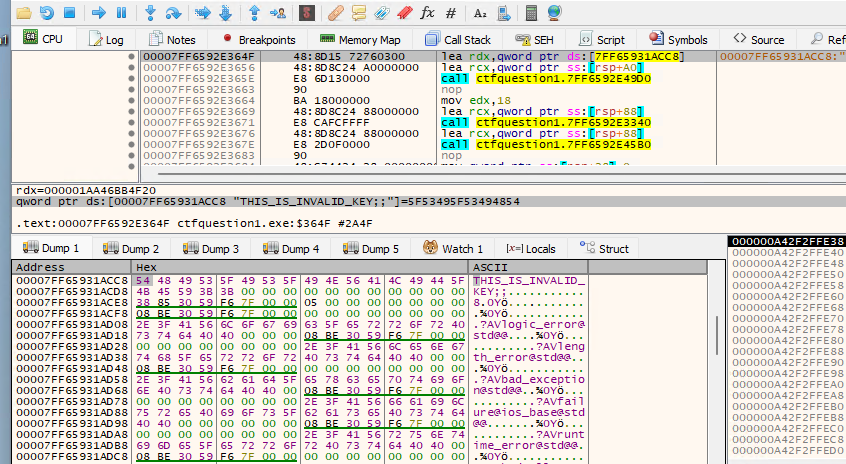 fx # A₂
CPU Log Notes Breakpoints Memory Map Call Stack SEH Script Symbols Source Ref
00007FF6592E364F 48:8D15 72760300 lea rdx,qword ptr ds:[7FF65931ACC8] 00007FF65931ACC8:"
00007FF6592E3656 48:8D8C24 A0000000 lea rcx,qword ptr ss:[rsp+A0]
00007FF6592E365E E8 6D130000 call ctfquestion1.7FF6592E49D0
00007FF6592E3663 90 nop
00007FF6592E3664 BA 18000000 mov edx,18
00007FF6592E3669 48:8D8C24 88000000 lea rcx,qword ptr ss:[rsp+88]
00007FF6592E3671 E8 CAFCFFFF call ctfquestion1.7FF6592E3340
00007FF6592E3676 48:8D8C24 88000000 lea rcx,qword ptr ss:[rsp+88]
00007FF6592E367E E8 2D0F0000 call ctfquestion1.7FF6592E45B0
00007FF6592E3683 90 nop
rdx=000001AA46BB4F20
qword ptr ds:[00007FF65931ACC8 "THIS_IS_INVALID_KEY;;"]=5F53495F53494854
.text:00007FF6592E364F ctfquestion1.exe:$364F #2A4F
Dump 1 Dump 2 Dump 3 Dump 4 Dump 5 Watch 1 [x=] Locals Struct
Address Hex ASCII
00007FF65931ACC8 54 48 49 53 5F 49 53 5F 49 4E 56 41 4C 49 44 5F THIS_IS_INVALID_
00007FF65931ACD8 4B 45 59 3B 3B 00 00 00 00 00 00 00 00 00 00 00 KEY;;...........
00007FF65931ACE8 38 85 30 59 F6 7F 00 00 05 00 00 00 00 00 00 00 8.0Yö...........
00007FF65931ACF8 08 BE 30 59 F6 7F 00 00 00 00 00 00 00 00 00 00 .¾0Yö...........
00007FF65931AD08 2E 3F 41 56 6C 6F 67 69 63 5F 65 72 72 6F 72 40 .?AVlogic_error@
00007FF65931AD18 73 74 64 40 40 00 00 00 08 BE 30 59 F6 7F 00 00 std@@....¾0Yö...
00007FF65931AD28 00 00 00 00 00 00 00 00 2E 3F 41 56 6C 65 6E 67 .........?AVleng
00007FF65931AD38 74 68 5F 65 72 72 6F 72 40 73 74 64 40 40 00 00 th_error@std@@..
00007FF65931AD48 08 BE 30 59 F6 7F 00 00 00 00 00 00 00 00 00 00 .¾0Yö...........
00007FF65931AD58 2E 3F 41 56 62 61 64 5F 65 78 63 65 70 74 69 6F .?AVbad_exceptio
00007FF65931AD68 6E 40 73 74 64 40 40 00 08 BE 30 59 F6 7F 00 00 n@std@@..¾0Yö...
00007FF65931AD78 00 00 00 00 00 00 00 00 2E 3F 41 56 66 61 69 6C .........?AVfail
00007FF65931AD88 75 72 65 40 69 6F 73 5F 62 61 73 65 40 73 74 64 ure@ios_base@std
00007FF65931AD98 40 40 00 00 00 00 00 00 08 BE 30 59 F6 7F 00 00 @@.......¾0Yö...
00007FF65931ADA8 00 00 00 00 00 00 00 00 2E 3F 41 56 72 75 6E 74 .........?AVrunt
00007FF65931ADB8 69 6D 65 5F 65 72 72 6F 72 40 73 74 64 40 40 00 ime_error@std@@.
00007FF65931ADC8 08 BE 30 59 F6 7F 00 00 00 00 00 00 00 00 00 00
000000A42F2FFE38
000000A42F2FFE40
000000A42F2FFE48
000000A42F2FFE50
000000A42F2FFE58
000000A42F2FFE60
000000A42F2FFE68
000000A42F2FFE70
000000A42F2FFE78
000000A42F2FFE80
000000A42F2FFE88
000000A42F2FFE90
000000A42F2FFE98
000000A42F2FFEA0
000000A42F2FFEA8
000000A42F2FFEB0
000000A42F2FFEB8
000000A42F2FFEC0
000000A42F2FFEC8
000000A42F2FFED0